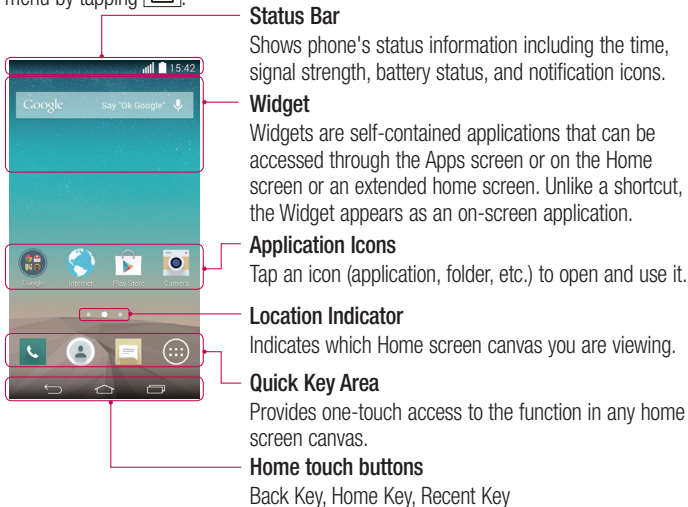 menu by tapping
Status Bar
Shows phone's status information including the time,
signal strength, battery status, and notification icons.
15:42
Google Say "Ok Google"
Widget
Widgets are self-contained applications that can be
accessed through the Apps screen or on the Home
screen or an extended home screen. Unlike a shortcut,
the Widget appears as an on-screen application.
Application Icons
Tap an icon (application, folder, etc.) to open and use it.
Google Internet Play Store Camera
Location Indicator
Indicates which Home screen canvas you are viewing.
Quick Key Area
Provides one-touch access to the function in any home
screen canvas.
Home touch buttons
Back Key, Home Key, Recent Key